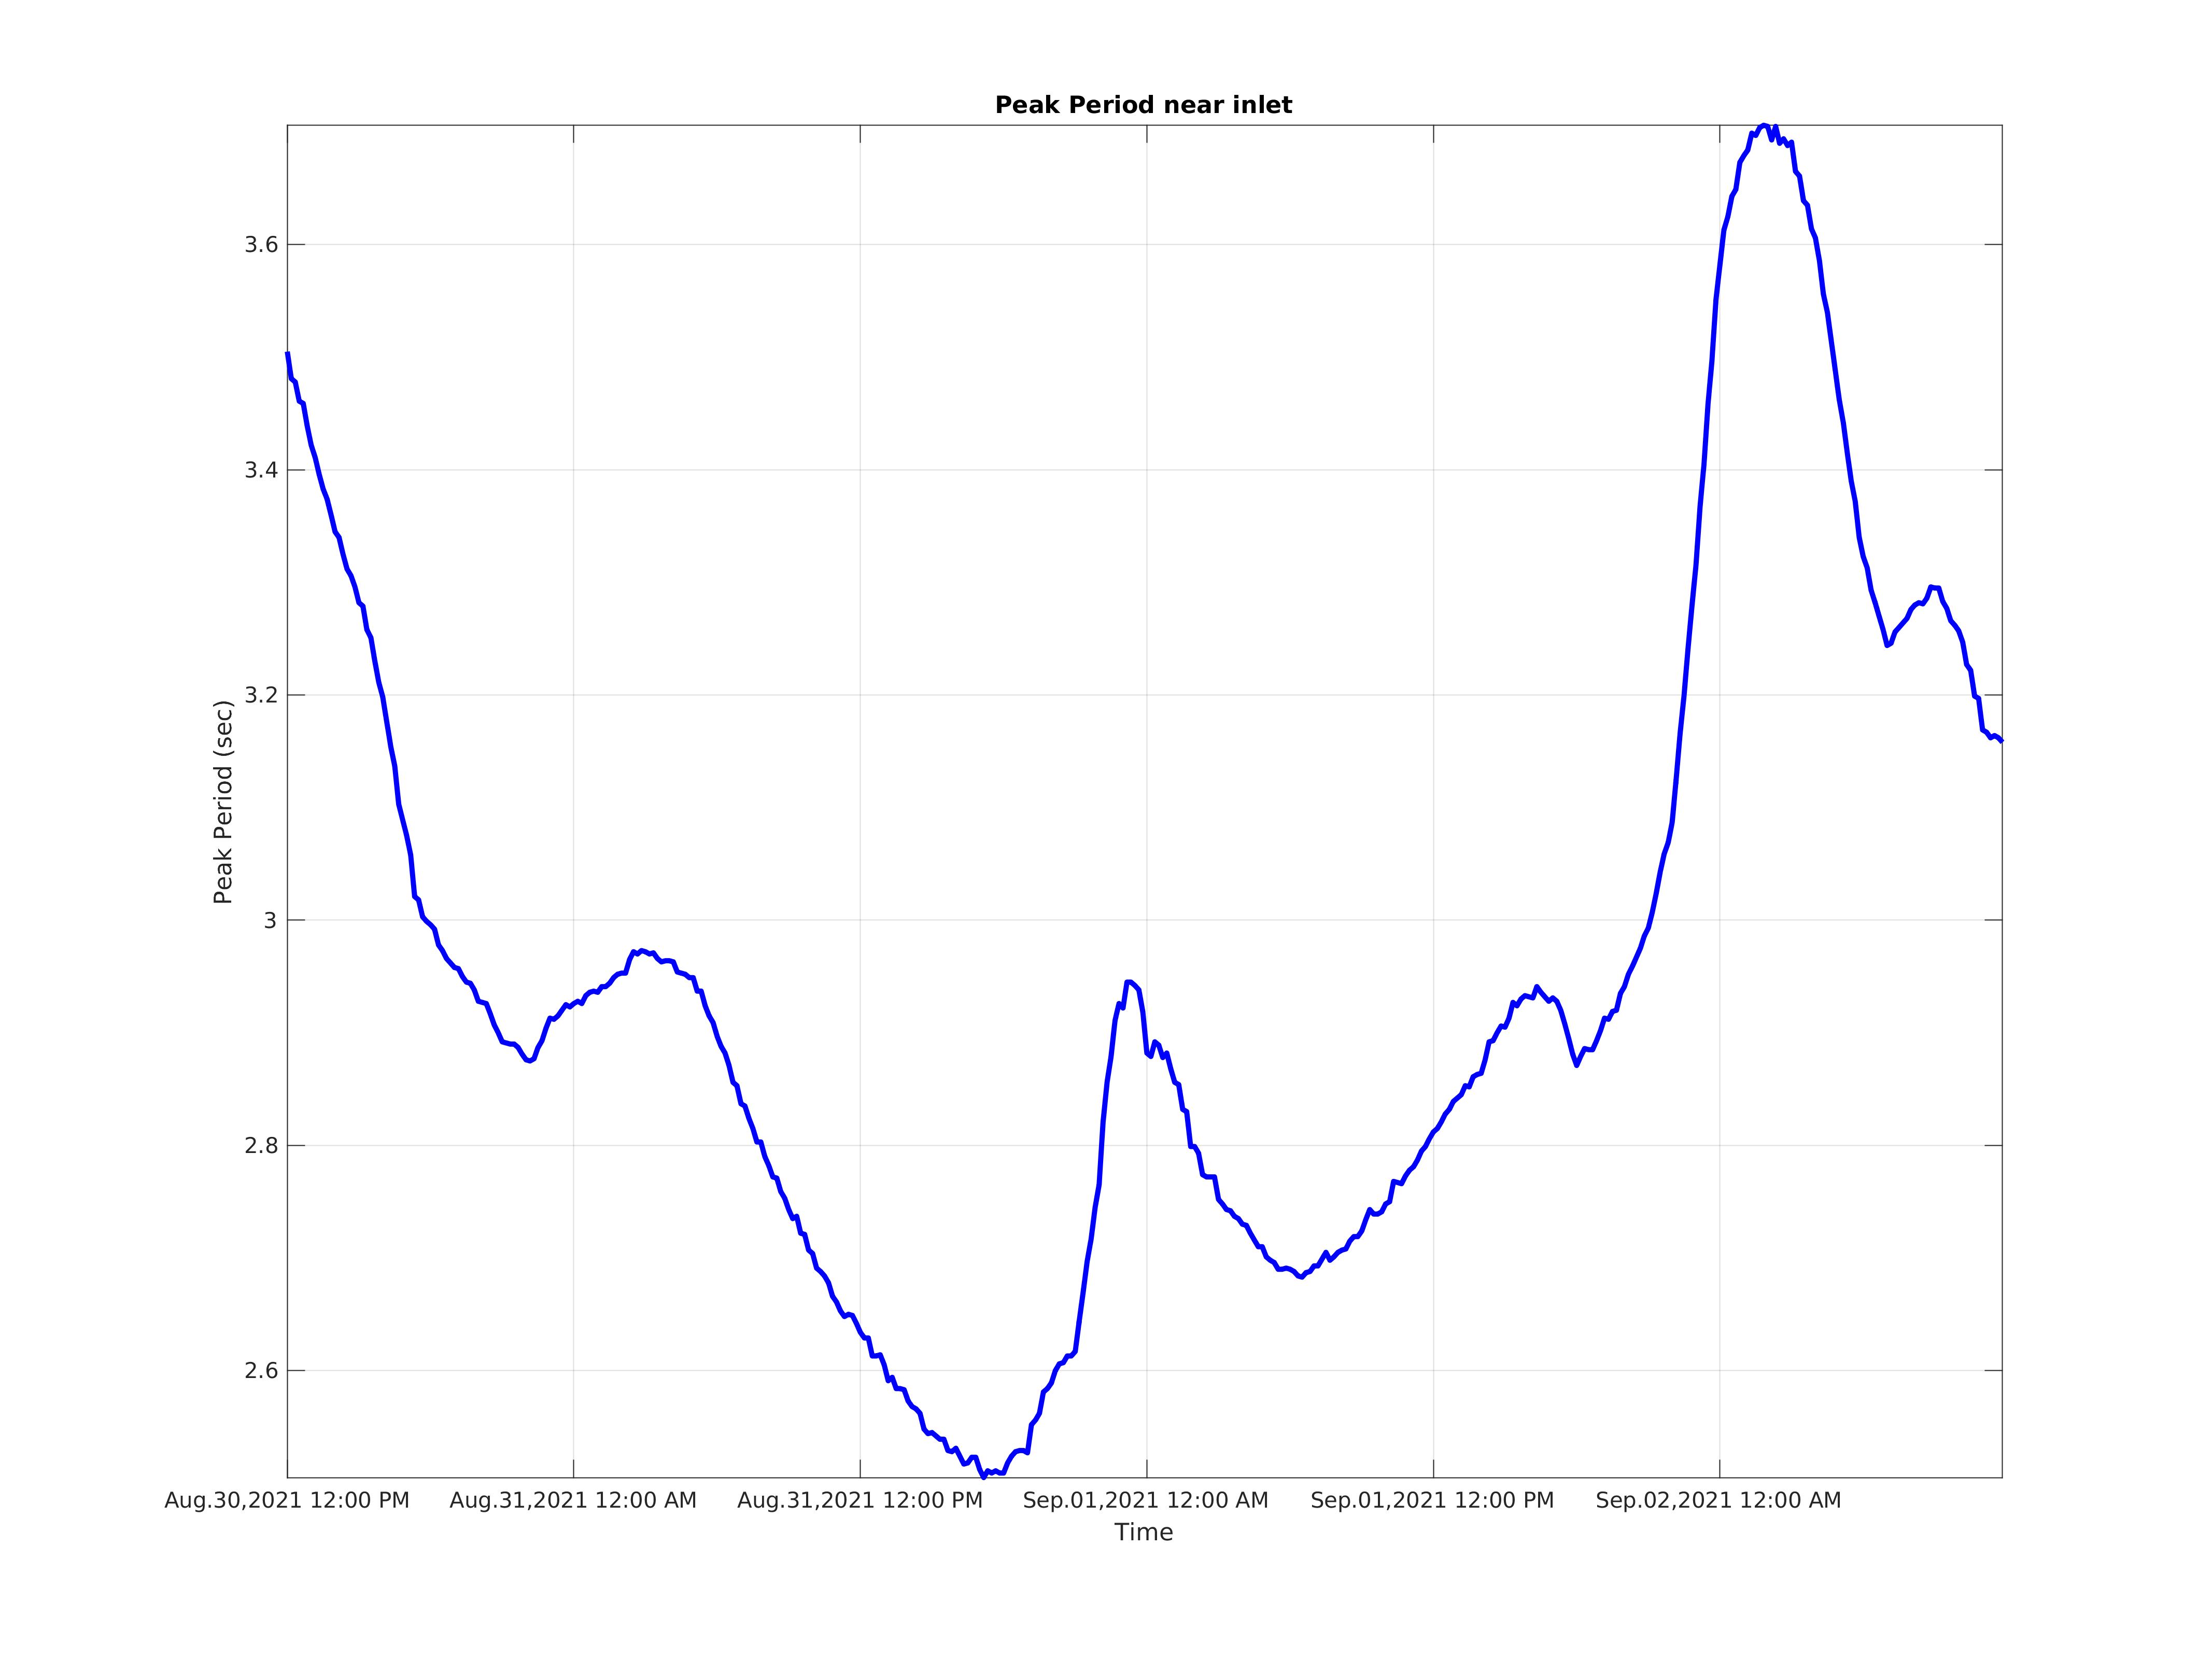 Peak Period near inlet
3.6
3.4
3.2
3
2.8
2.6
Peak Period (sec)
Aug.30,2021 12:00 PM Aug.31,2021 12:00 AM Aug.31,2021 12:00 PM Sep.01,2021 12:00 AM Sep.01,2021 12:00 PM Sep.02,2021 12:00 AM
Time